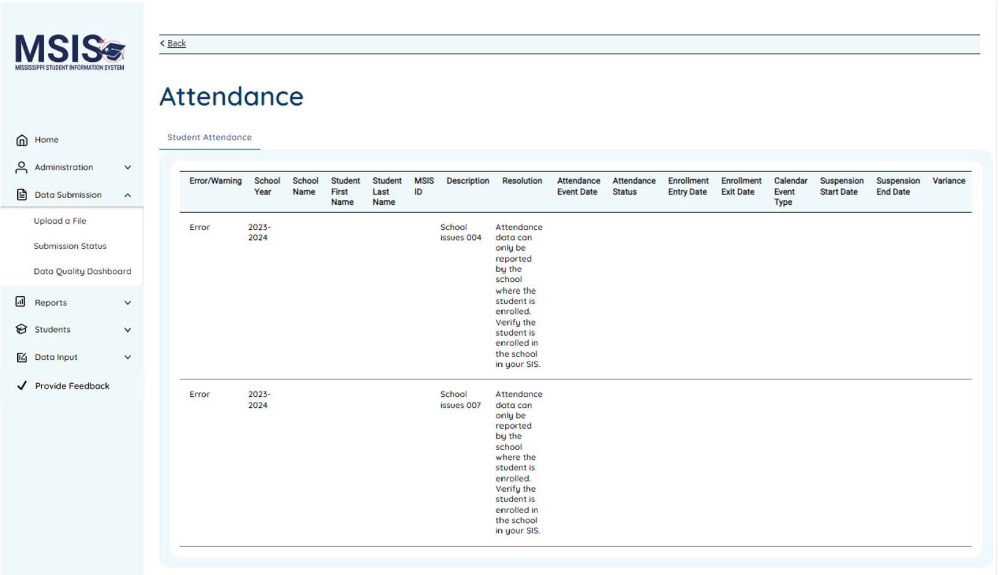 MSIS
MISSISSIPPI STUDENT INFORMATION SYSTEM
Home
Administration
Data Submission
Upload a File
Submission Status
Data Quality Dashboard
Reports
Students
Data Input
Provide Feedback
< Back
Attendance
Student Attendance
Error/Warning
School
Year
School
Name
Student
First
Name
Student
Last
Name
MSIS
ID
Description
Resolution
Attendance
Event Date
Attendance
Status
Enrollment
Entry Date
Enrollment
Exit Date
Calendar
Event
Type
Suspension
Start Date
Suspension
End Date
Variance
Error
2023-
2024
School
issues 004
Attendance
data can
only be
reported
by the
school
where the
student is
enrolled.
Verify the
student is
enrolled in
the school
in your SIS.
Error
2023-
2024
School
issues 007
Attendance
data can
only be
reported
by the
school
where the
student is
enrolled.
Verify the
student is
enrolled in
the school
in your SIS.